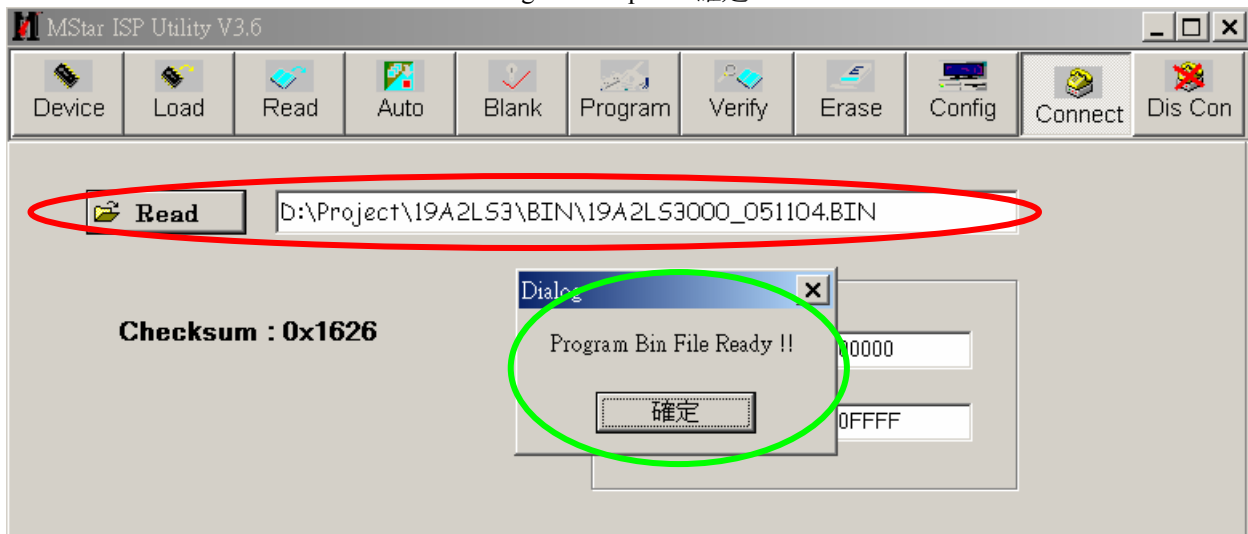 MStar ISP Utility V3.6
Device Load Read Auto Blank Program Verify Erase Config Connect Dis Con
Read D:\Project\19A2LS3\BIN\19A2LS3000_051104.BIN
Dialog
Checksum : 0x1626
Program Bin File Ready !!
00000
確定
0FFFF